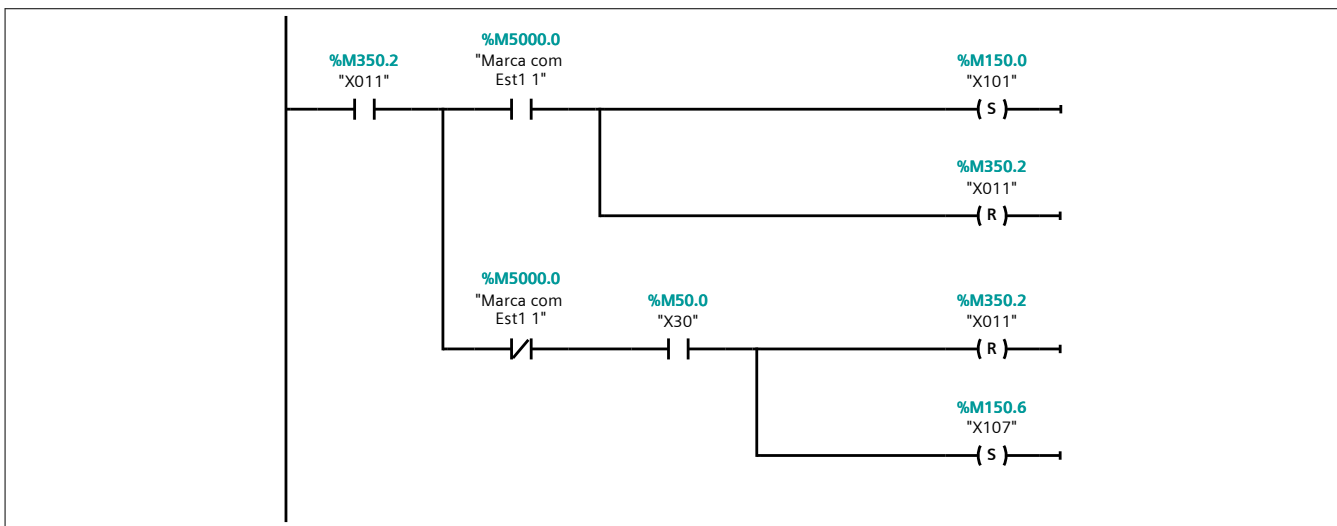 %M5000.0
%M350.2
"Marca com
%M150.0
"X011"
Est1 1"
"X101"
S
%M350.2
"X011"
R
%M5000.0
"Marca com
%M50.0
%M350.2
Est1 1"
"X30"
"X011"
R
%M150.6
"X107"
S